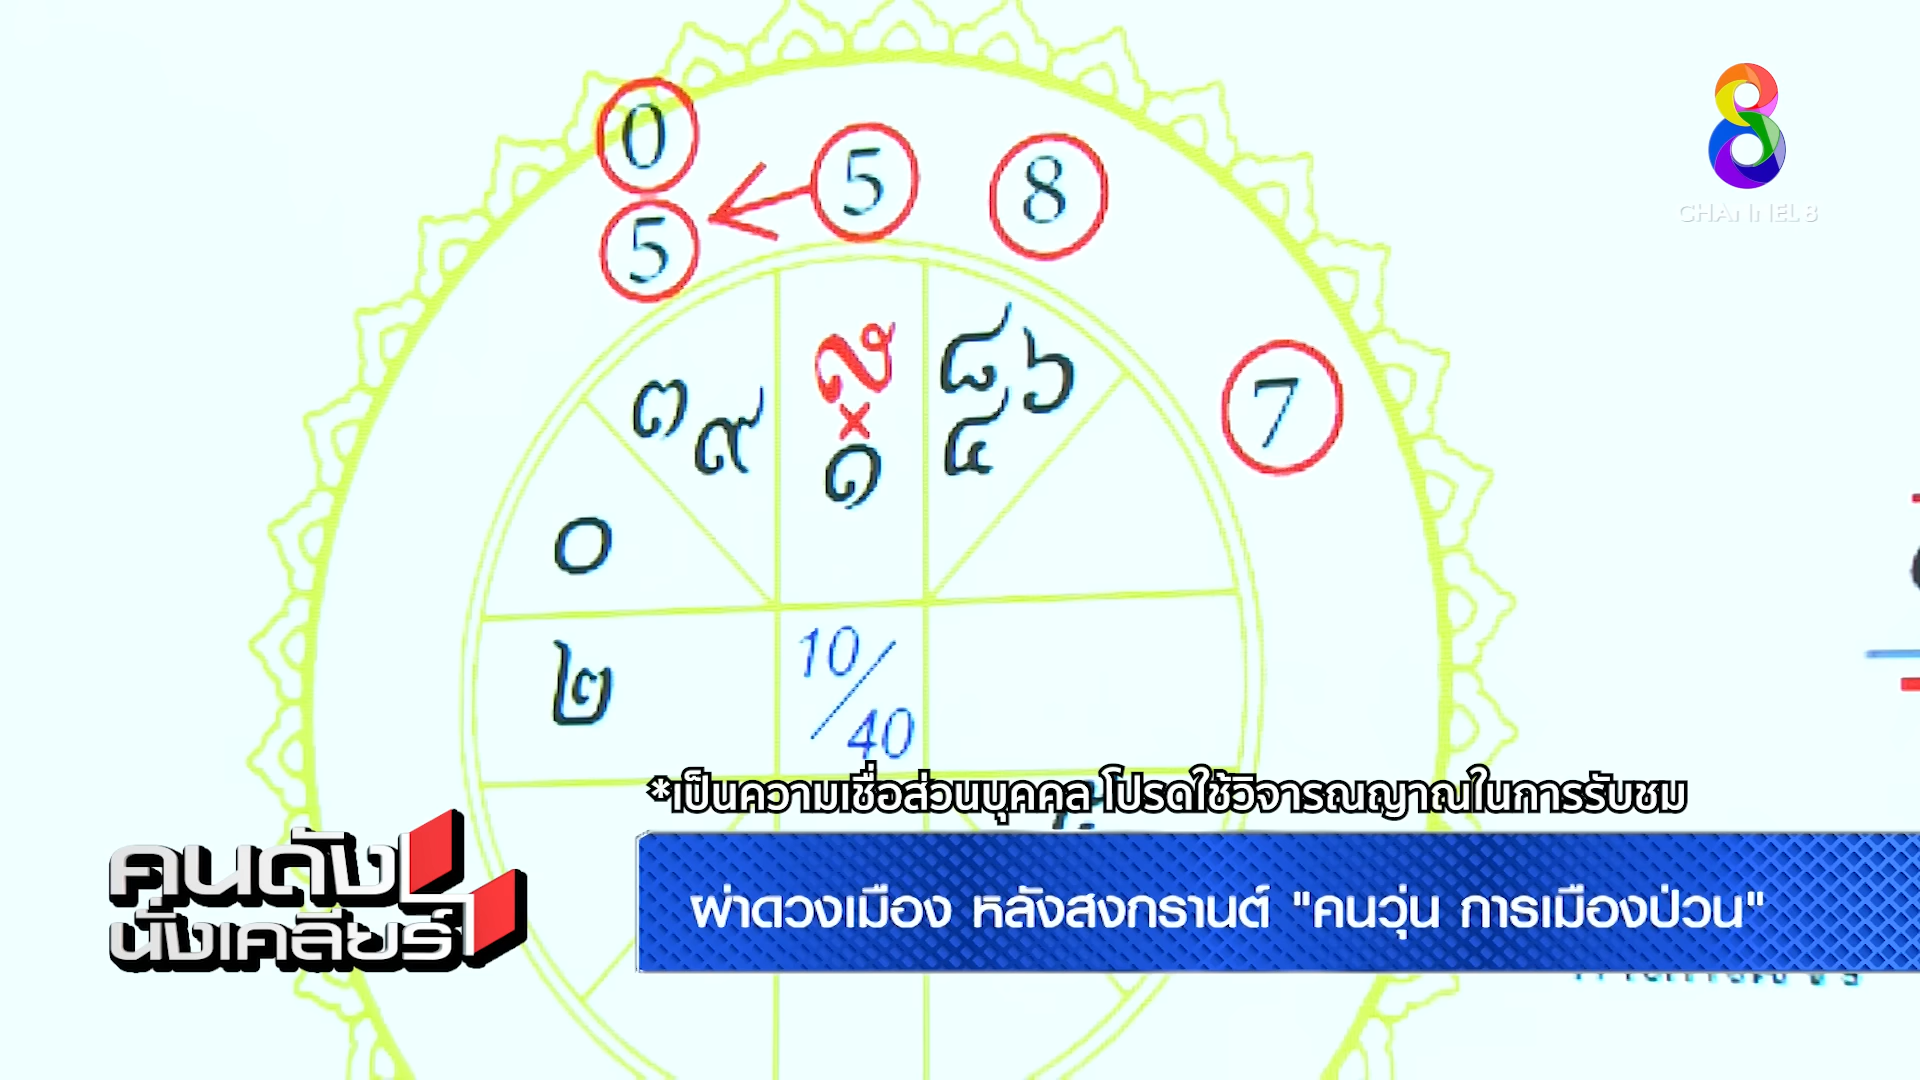 0
5
5
8
7
CHANNEL 8
๓ ๙
ลั
×
๑
๘ ๖
๔
๐
๒
10/40
*เป็นความเชื่อส่วนบุคคล โปรดใช้วิจารณญาณในการรับชม
คนดัง
นั่งเคลียร์
ผ่าดวงเมือง หลังสงกรานต์ "คนวุ่น การเมืองป่วน"